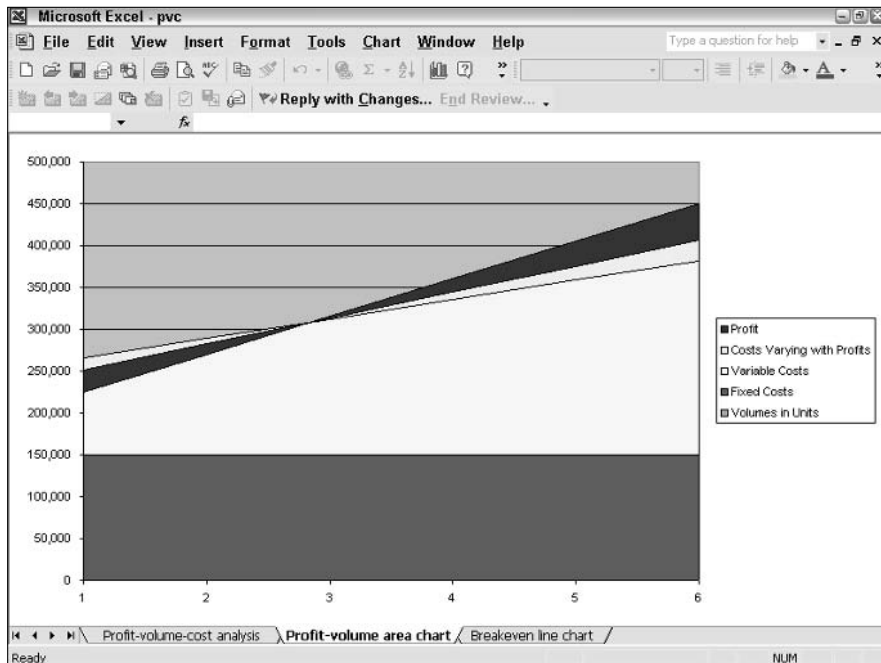 Microsoft Excel - pvc
File Edit View Insert Format Tools Chart Window Help Type a question for help
Reply with Changes... End Review...
fx
500,000
450,000
400,000
350,000
300,000
250,000
200,000
150,000
100,000
50,000
0
1 2 3 4 5 6
Profit
Costs Varying with Profits
Variable Costs
Fixed Costs
Volumes in Units
Profit-volume-cost analysis Profit-volume area chart Breakeven line chart
Ready NUM